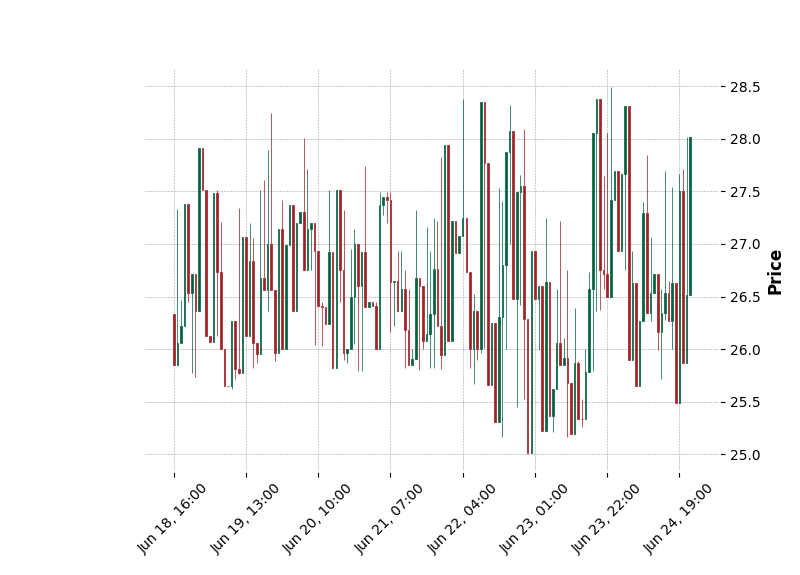 28.5
28.0
27.5
27.0
26.5
26.0
25.5
25.0
Price
Jun 18, 16:00
Jun 19, 13:00
Jun 20, 10:00
Jun 21, 07:00
Jun 22, 04:00
Jun 23, 01:00
Jun 23, 22:00
Jun 24, 19:00